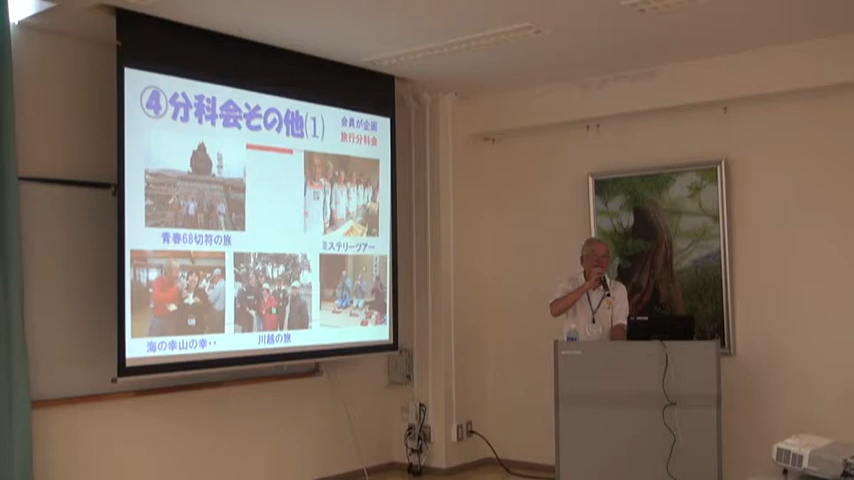 ④分科会その他(1)
会員が企画
旅行分科会
青春68切符の旅
ミステリーツアー
海の幸山の幸・・
川越の旅